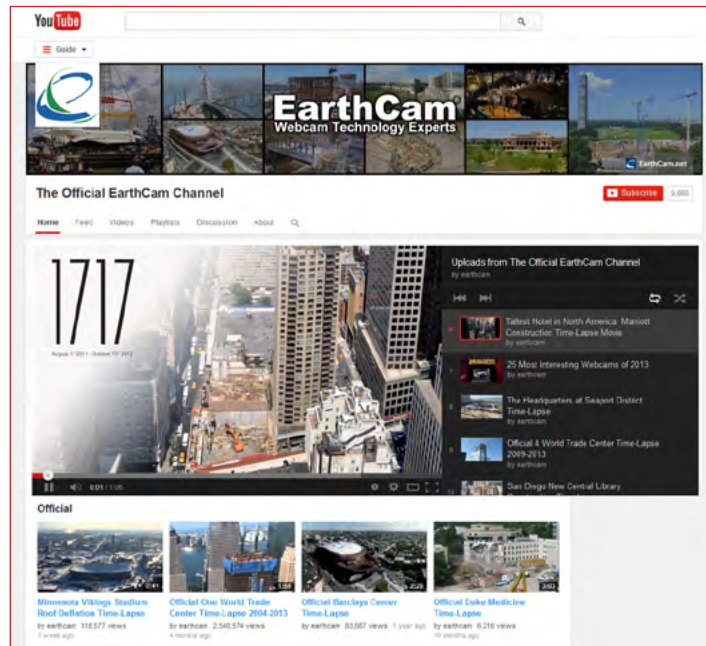 YouTube
Guide
EarthCam
Webcam Technology Experts
EarthCam.net
The Official EarthCam Channel
Subscribe
Home Feed Videos Playlists Discussion About
1717
Uploads from The Official EarthCam Channel
by earthcam
Tallest Hotel in North America: Marriott
Construction Time-Lapse Movie
by earthcam
25 Most Interesting Webcams of 2013
by earthcam
The Headquarters at Seaport District
Time-Lapse
by earthcam
Official 4 World Trade Center Time-Lapse
2009-2013
by earthcam
San Diego New Central Library
0:01 / 1:06
Official
Minnesota Vikings Stadium
Roof Deflation Time-Lapse
by earthcam 118,577 views
1 week ago
Official One World Trade
Center Time-Lapse 2004-2013
by earthcam 2,540,574 views
4 months ago
Official Barclays Center
Time-Lapse
by earthcam 83,687 views 1 year ago
Official Duke Medicine
Time-Lapse
by earthcam 6,216 views
10 months ago